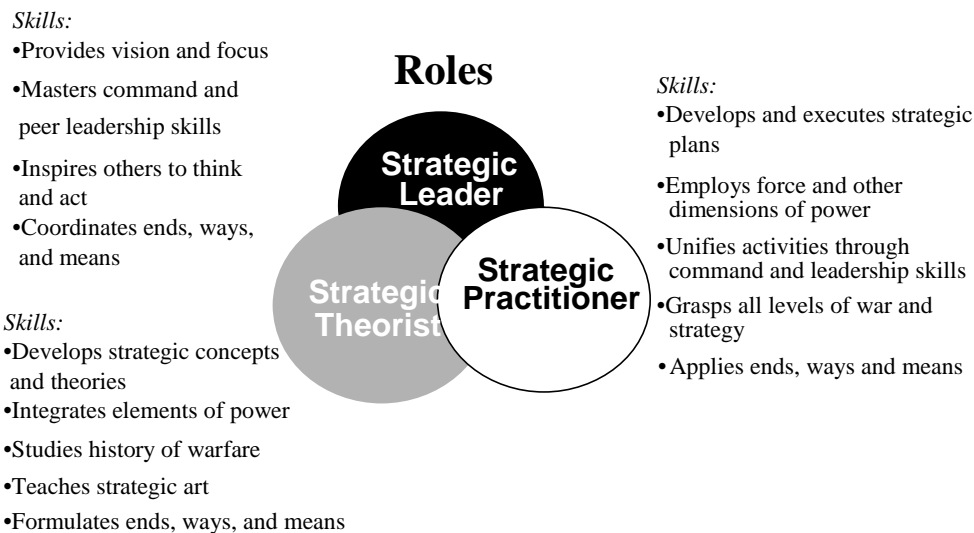 Skills:
•Provides vision and focus
•Masters command and
peer leadership skills
•Inspires others to think
and act
•Coordinates ends, ways,
and means
Roles
Strategic
Leader
Strategic
Practitioner
Strategic
Theorist
Skills:
•Develops and executes strategic
plans
•Employs force and other
dimensions of power
•Unifies activities through
command and leadership skills
•Grasps all levels of war and
strategy
•Applies ends, ways and means
Skills:
•Develops strategic concepts
and theories
•Integrates elements of power
•Studies history of warfare
•Teaches strategic art
•Formulates ends, ways, and means